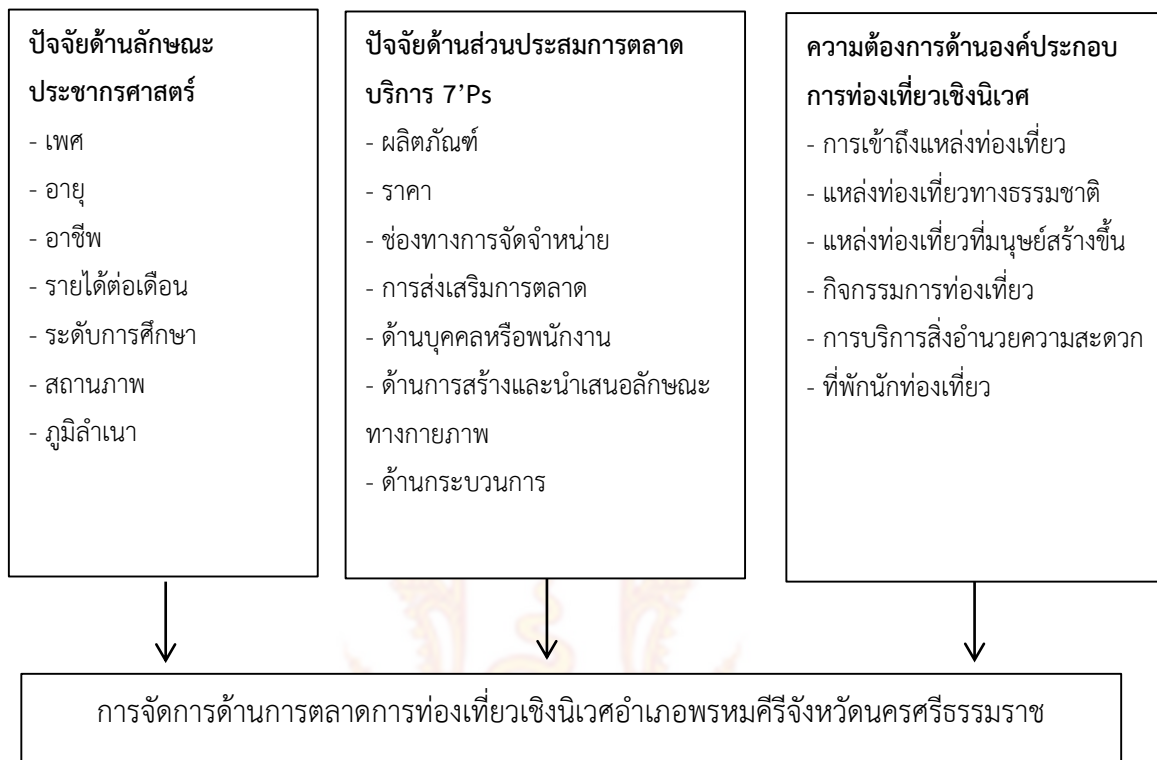 ปัจจัยด้านลักษณะ
ประชากรศาสตร์
- เพศ
- อายุ
- อาชีพ
- รายได้ต่อเดือน
- ระดับการศึกษา
- สถานภาพ
- ภูมิลำเนา
ปัจจัยด้านส่วนประสมการตลาด
บริการ 7'Ps
- ผลิตภัณฑ์
- ราคา
- ช่องทางการจัดจำหน่าย
- การส่งเสริมการตลาด
- ด้านบุคคลหรือพนักงาน
- ด้านการสร้างและนำเสนอลักษณะ
ทางกายภาพ
- ด้านกระบวนการ
ความต้องการด้านองค์ประกอบ
การท่องเที่ยวเชิงนิเวศ
- การเข้าถึงแหล่งท่องเที่ยว
- แหล่งท่องเที่ยวทางธรรมชาติ
- แหล่งท่องเที่ยวที่มนุษย์สร้างขึ้น
- กิจกรรมการท่องเที่ยว
- การบริการสิ่งอำนวยความสะดวก
- ที่พักนักท่องเที่ยว
การจัดการด้านการตลาดการท่องเที่ยวเชิงนิเวศอำเภอพรหมคีรีจังหวัดนครศรีธรรมราช